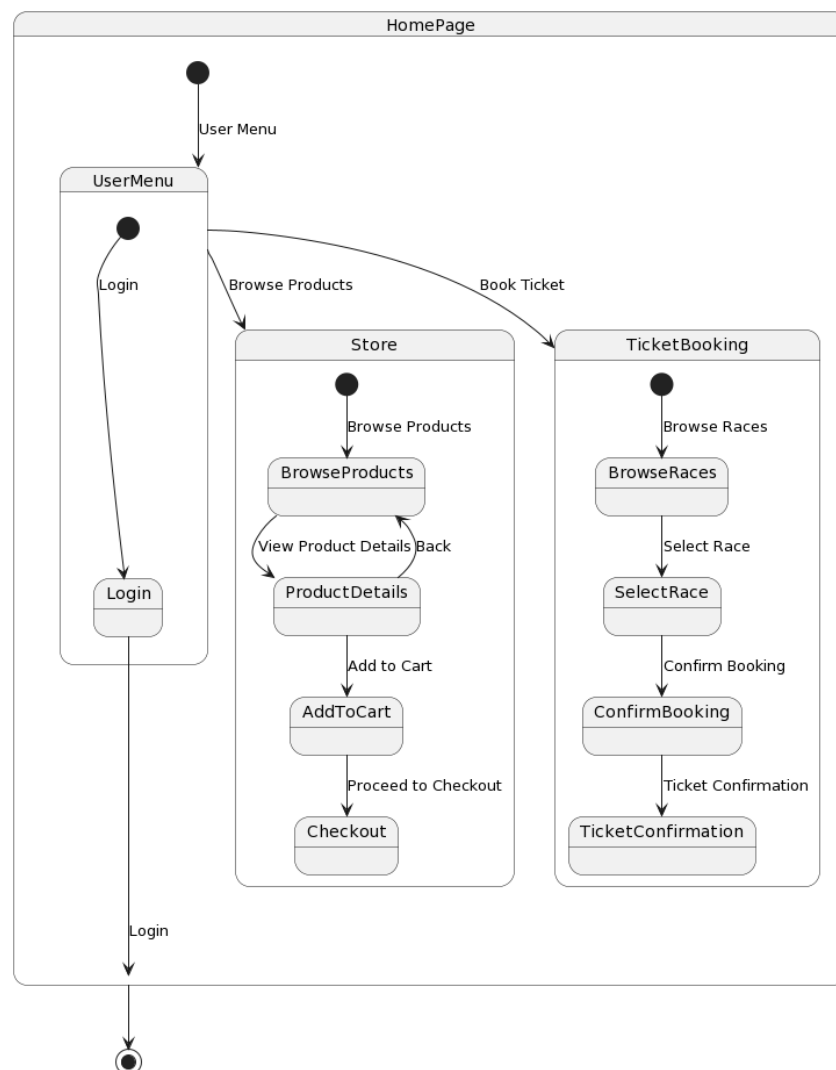 HomePage
User Menu
UserMenu
Login
Browse Products
Book Ticket
Store
TicketBooking
Browse Products
Browse Races
BrowseProducts
BrowseRaces
View Product Details
Back
Select Race
Login
ProductDetails
SelectRace
Add to Cart
Confirm Booking
AddToCart
ConfirmBooking
Proceed to Checkout
Ticket Confirmation
Checkout
TicketConfirmation
Login